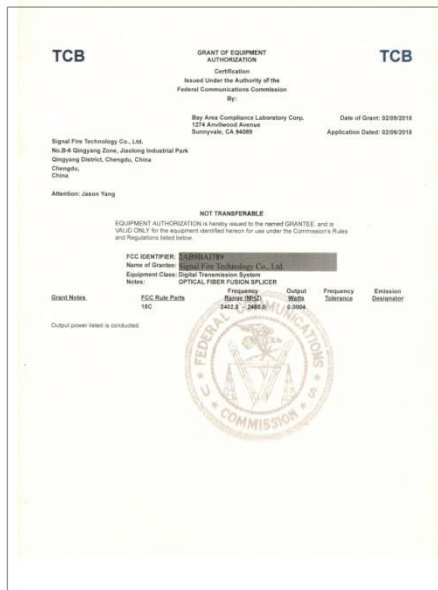 TCB
GRANT OF EQUIPMENT
AUTHORIZATION
TCB
Certification
Issued Under the Authority of the
Federal Communications Commission
By:
Bay Area Compliance Laboratory Corp.
1274 Anvilwood Avenue
Sunnyvale, CA 94089
Date of Grant: 02/09/2018
Application Dated: 02/09/2018
Signal Fire Technology Co., Ltd.
No.B-6 Qingyang Zone, Jiaolong Industrial Park
Qingyang District, Chengdu, China
Chengdu,
China
Attention: Jason Yang
NOT TRANSFERABLE
EQUIPMENT AUTHORIZATION is hereby issued to the named GRANTEE, and is
VALID ONLY for the equipment identified hereon for use under the Commission's Rules
and Regulations listed below.
FCC IDENTIFIER:
Name of Grantee: Signal Fire Technology Co., Ltd.
Equipment Class: Digital Transmission System
Notes: OPTICAL FIBER FUSION SPLICER
Grant Notes FCC Rule Parts Frequency Range (MHZ) Output Watts Frequency Tolerance Emission Designator
15C 2402.0 - 2480.0 0.0004
Output power listed is conducted.
FEDERAL COMMUNICATIONS
COMMISSION
U S